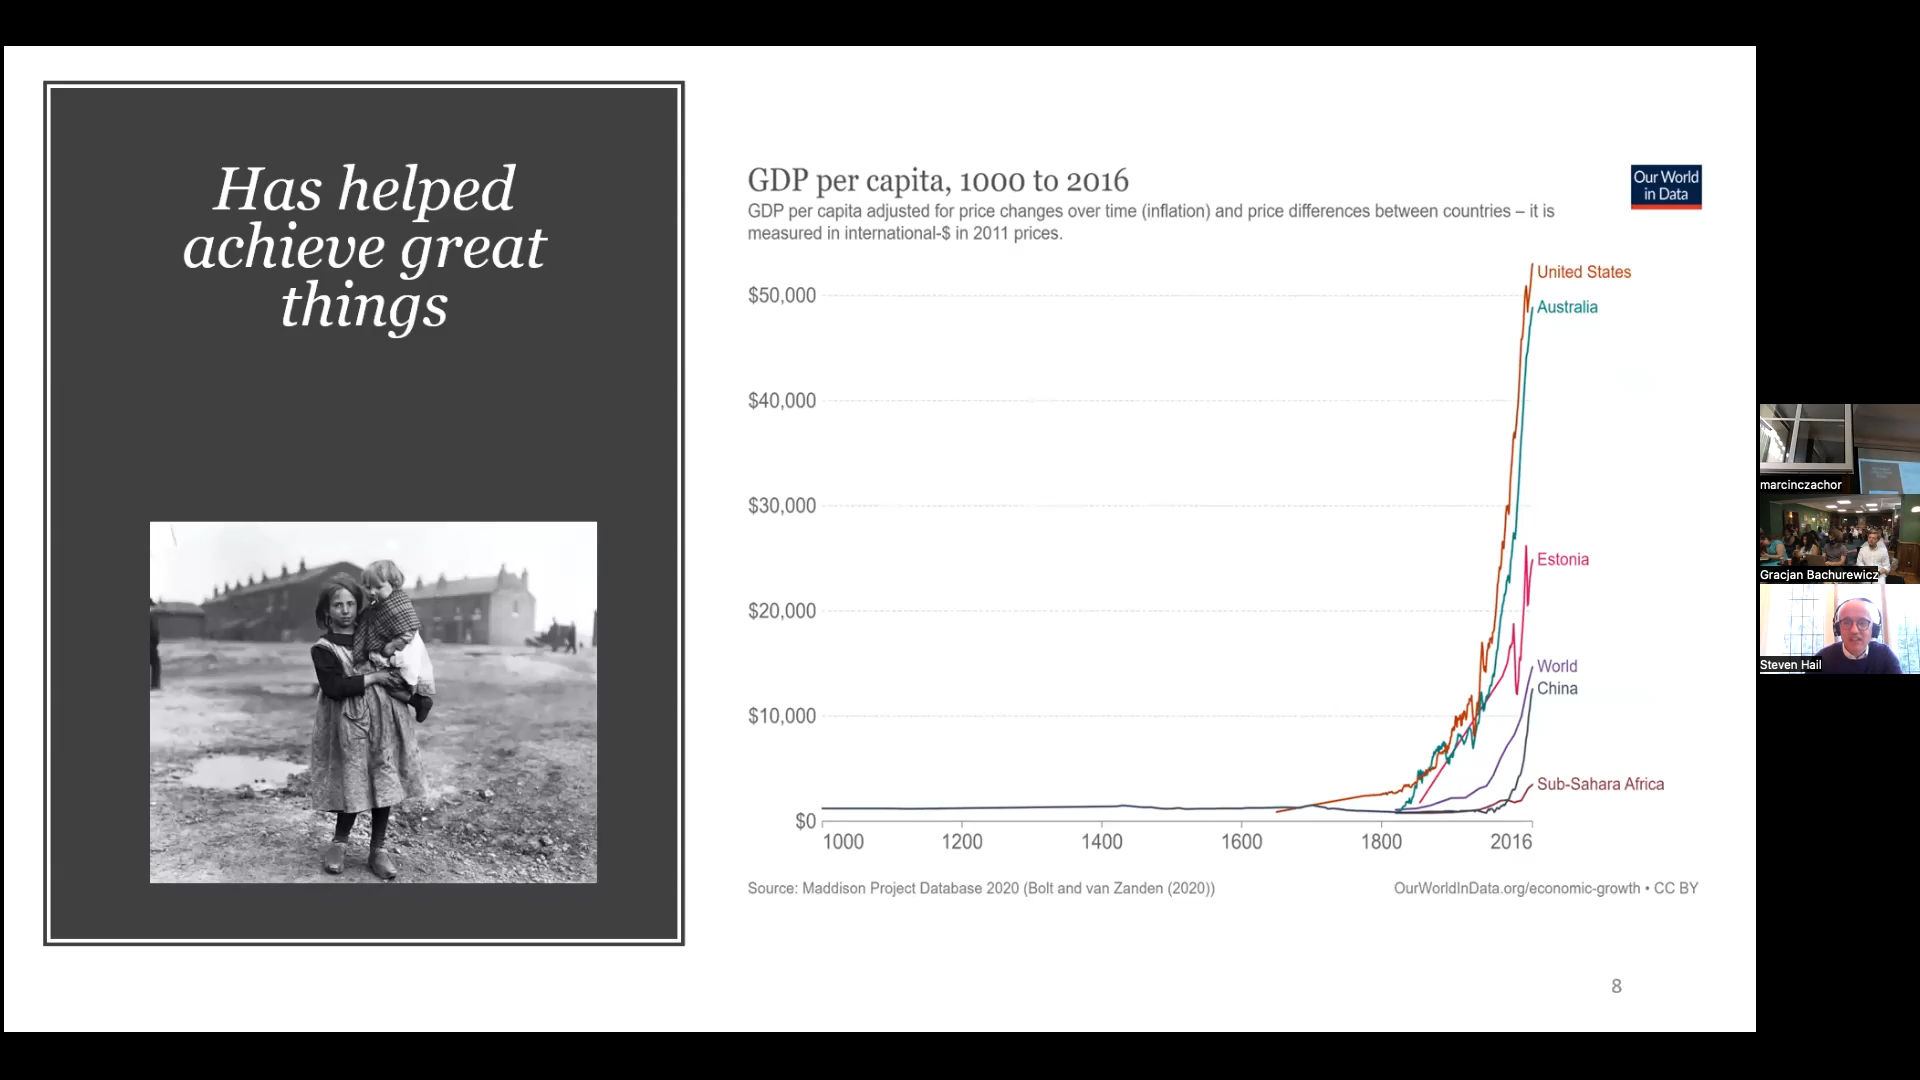 Has helped
achieve great
things
GDP per capita, 1000 to 2016
GDP per capita adjusted for price changes over time (inflation) and price differences between countries – it is
measured in international-$ in 2011 prices.
Our World
in Data
$50,000
$40,000
$30,000
$20,000
$10,000
$0
1000
1200
1400
1600
1800
2016
United States
Australia
Estonia
World
China
Sub-Sahara Africa
Source: Maddison Project Database 2020 (Bolt and van Zanden (2020))
OurWorldInData.org/economic-growth • CC BY
8
marcinczachor
Gracjan Bachurewicz
Steven Hail